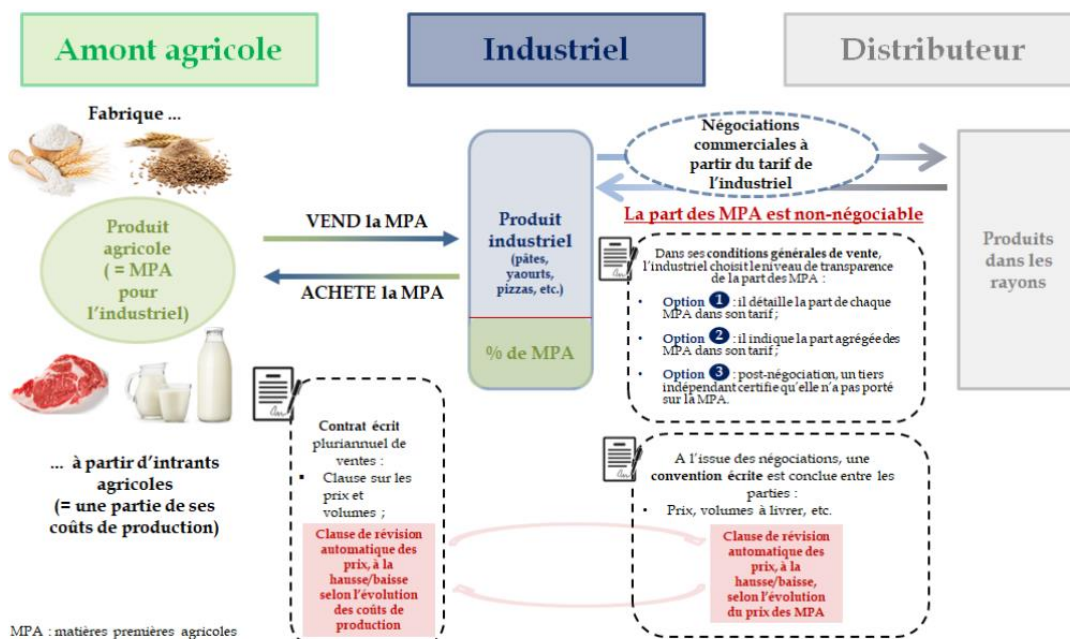 Amont agricole
Industriel
Distributeur
Fabrique ...
Produit
agricole
( = MPA
pour
l'industriel)
... à partir d'intrants
agricoles
(= une partie de ses
coûts de production)
MPA : matières premières agricoles
VEND 1a MPA
ACHETE 1a MPA
Contrat écrit
pluriannuel de
ventes :
▪ Clause sur les
prix et
volumes ;
Clause de révision
automatique des
prix, à la
hausse/baisse
selon l'évolution
des coûts de
production
Produit
industriel
(pâtes,
yaourts,
pizzas, etc.)
% de MPA
Négociations
commerciales à
partir du tarif de
l'industriel
La part des MPA est non-négociable
Dans ses conditions générales de vente,
l'industriel choisit le niveau de transparence
de la part des MPA :
• Option 1 : il détaille la part de chaque
MPA dans son tarif ;
• Option 2 : il indique la part agrégée des
MPA dans son tarif ;
• Option 3 : post-négociation, un tiers
indépendant certifie qu'elle n'a pas porté
sur la MPA.
A l'issue des négociations, une
convention écrite est conclue entre les
parties :
• Prix, volumes à livrer, etc.
Clause de révision
automatique des
prix, à la
hausse/baisse,
selon l'évolution
du prix des MPA
Produits
dans les
rayons